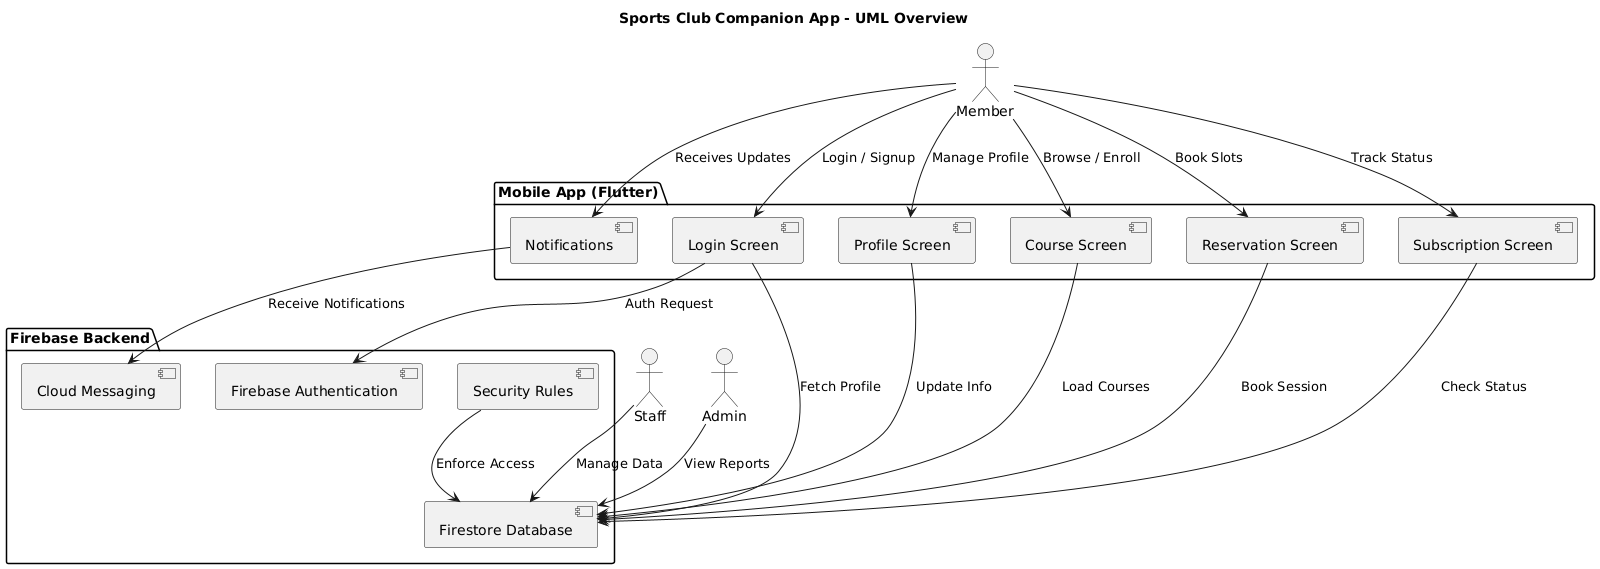 Sports Club Companion App - UML Overview
Member
Receives Updates
Login / Signup
Manage Profile
Browse / Enroll
Book Slots
Track Status
Mobile App (Flutter)
Notifications
Login Screen
Profile Screen
Course Screen
Reservation Screen
Subscription Screen
Receive Notifications
Auth Request
Firebase Backend
Cloud Messaging
Firebase Authentication
Security Rules
Staff
Admin
Fetch Profile
Update Info
Load Courses
Book Session
Check Status
Enforce Access
Manage Data
View Reports
Firestore Database